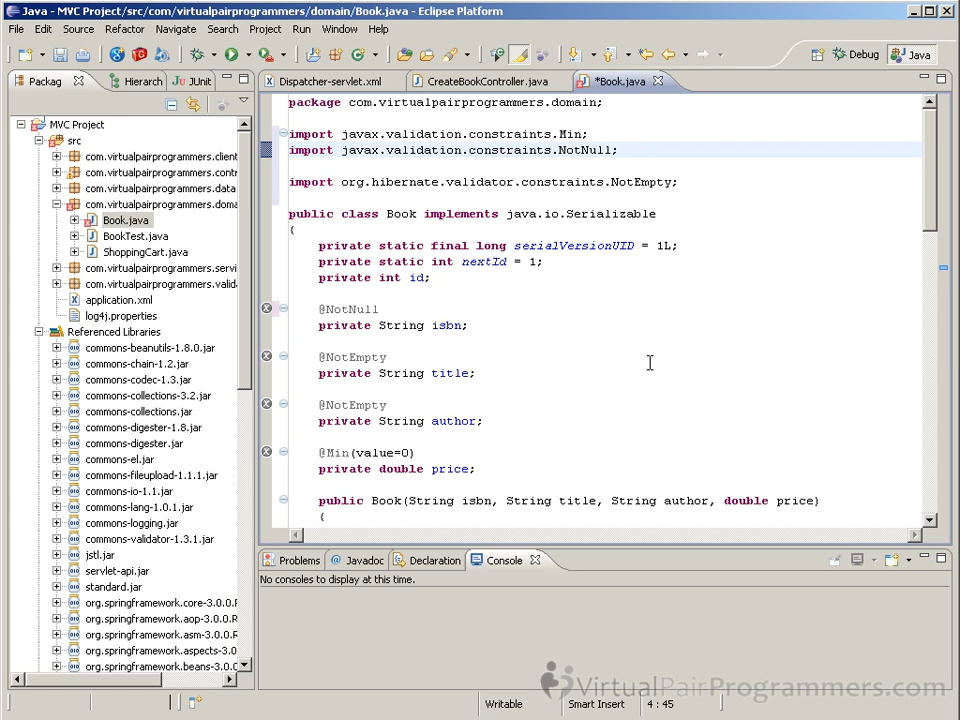 Java - MVC Project/src/com/virtualpairprogrammers/domain/Book.java - Eclipse Platform
File Edit Source Refactor Navigate Search Project Run Window Help
Debug Java
Packag Hierarch JUnit
Dispatcher-servlet.xml CreateBookController.java *Book.java
MVC Project
src
com.virtualpairprogrammers.client
com.virtualpairprogrammers.contr
com.virtualpairprogrammers.data
com.virtualpairprogrammers.doma
Book.java
BookTest.java
ShoppingCart.java
com.virtualpairprogrammers.servi
com.virtualpairprogrammers.valida
application.xml
log4j.properties
Referenced Libraries
commons-beanutils-1.8.0.jar
commons-chain-1.2.jar
commons-codec-1.3.jar
commons-collections-3.2.jar
commons-collections.jar
commons-digester-1.8.jar
commons-digester.jar
commons-el.jar
commons-fileupload-1.1.1.jar
commons-io-1.1.jar
commons-lang-1.0.1.jar
commons-logging.jar
commons-validator-1.3.1.jar
jstl.jar
servlet-api.jar
standard.jar
org.springframework.core-3.0.0.R
org.springframework.aop-3.0.0.R
org.springframework.asm-3.0.0.R
org.springframework.aspects-3.0
org.springframework.beans-3.0.0
package com.virtualpairprogrammers.domain;
import javax.validation.constraints.Min;
import javax.validation.constraints.NotNull;
import org.hibernate.validator.constraints.NotEmpty;
public class Book implements java.io.Serializable
{
private static final long serialVersionUID = 1L;
private static int nextId = 1;
private int id;
@NotNull
private String isbn;
@NotEmpty
private String title;
@NotEmpty
private String author;
@Min(value=0)
private double price;
public Book(String isbn, String title, String author, double price)
{
Problems Javadoc Declaration Console
No consoles to display at this time.
VirtualPairProgrammers.com
Writable Smart Insert 4 : 45